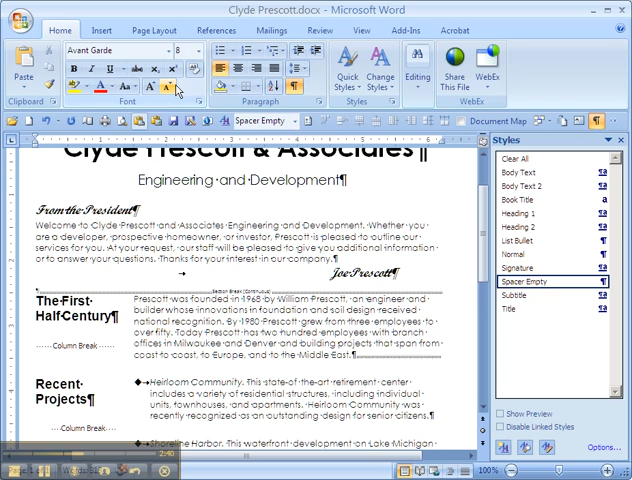 Clyde Prescott.docx - Microsoft Word
Home Insert Page Layout References Mailings Review View Add-Ins Acrobat
Avant Garde 8
Paste
Quick Styles
Change Styles
Editing
Share This File
WebEx
Clipboard Font Paragraph Styles WebEx
Spacer Empty Document Map
Styles
Clear All
Body Text
Body Text 2
Book Title
Heading 1
Heading 2
List Bullet
Normal
Signature
Spacer Empty
Subtitle
Title
Show Preview
Disable Linked Styles
Options...
Clyde Prescott & Associates¶
Engineering·and·Development¶
From·the·President¶
Welcome·to·Clyde·Prescott·and·Associates·Engineering·and·Development.·Whether·you·
are·a·developer,·prospective·homeowner,·or·investor,·Prescott·is·pleased·to·outline·our·
services·for·you.·At·your·request,·our·staff·will·be·pleased·to·give·you·additional·information·
or·to·answer·your·questions.·Thanks·for·your·interest·in·our·company.¶
Joe·Prescott¶
Section Break (Continuous)
The·First·
Half·Century¶
Column Break
Prescott·was·founded·in·1968·by·William·Prescott,·an·engineer·and·
builder·whose·innovations·in·foundation·and·soil·design·received·
national·recognition.·By·1980·Prescott·grew·from·three·employees·to·
over·fifty.·Today·Prescott·has·two·hundred·employees·with·branch·
offices·in·Milwaukee·and·Denver·and·building·projects·that·span·from·
coast·to·coast,·to·Europe,·and·to·the·Middle·East.¶
Recent·
Projects¶
Column Break
Heirloom·Community.·This·state·of·the·art·retirement·center·
includes·a·variety·of·residential·structures,·including·individual·
units,·townhouses,·and·apartments.·Heirloom·Community·was·
recently·recognized·as·an·outstanding·design·for·senior·citizens.¶
Shoreline·Harbor.·This·waterfront·development·on·Lake·Michigan·
2:40
100%